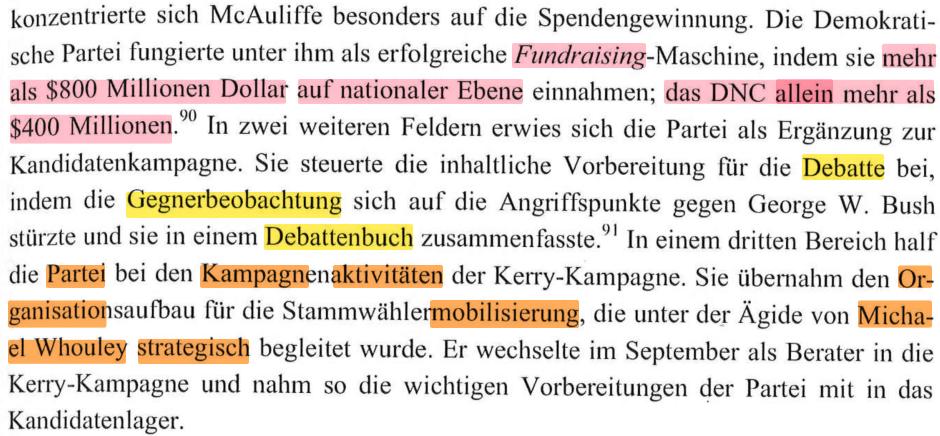 konzentrierte sich McAuliffe besonders auf die Spendengewinnung. Die Demokrati-
sche Partei fungierte unter ihm als erfolgreiche Fundraising-Maschine, indem sie mehr
als $800 Millionen Dollar auf nationaler Ebene einnahmen; das DNC allein mehr als
$400 Millionen.90 In zwei weiteren Feldern erwies sich die Partei als Ergänzung zur
Kandidatenkampagne. Sie steuerte die inhaltliche Vorbereitung für die Debatte bei,
indem die Gegnerbeobachtung sich auf die Angriffspunkte gegen George W. Bush
stürzte und sie in einem Debattenbuch zusammenfasste.91 In einem dritten Bereich half
die Partei bei den Kampagnenaktivitäten der Kerry-Kampagne. Sie übernahm den Or-
ganisationsaufbau für die Stammwählermobilisierung, die unter der Ägide von Micha-
el Whouley strategisch begleitet wurde. Er wechselte im September als Berater in die
Kerry-Kampagne und nahm so die wichtigen Vorbereitungen der Partei mit in das
Kandidatenlager.